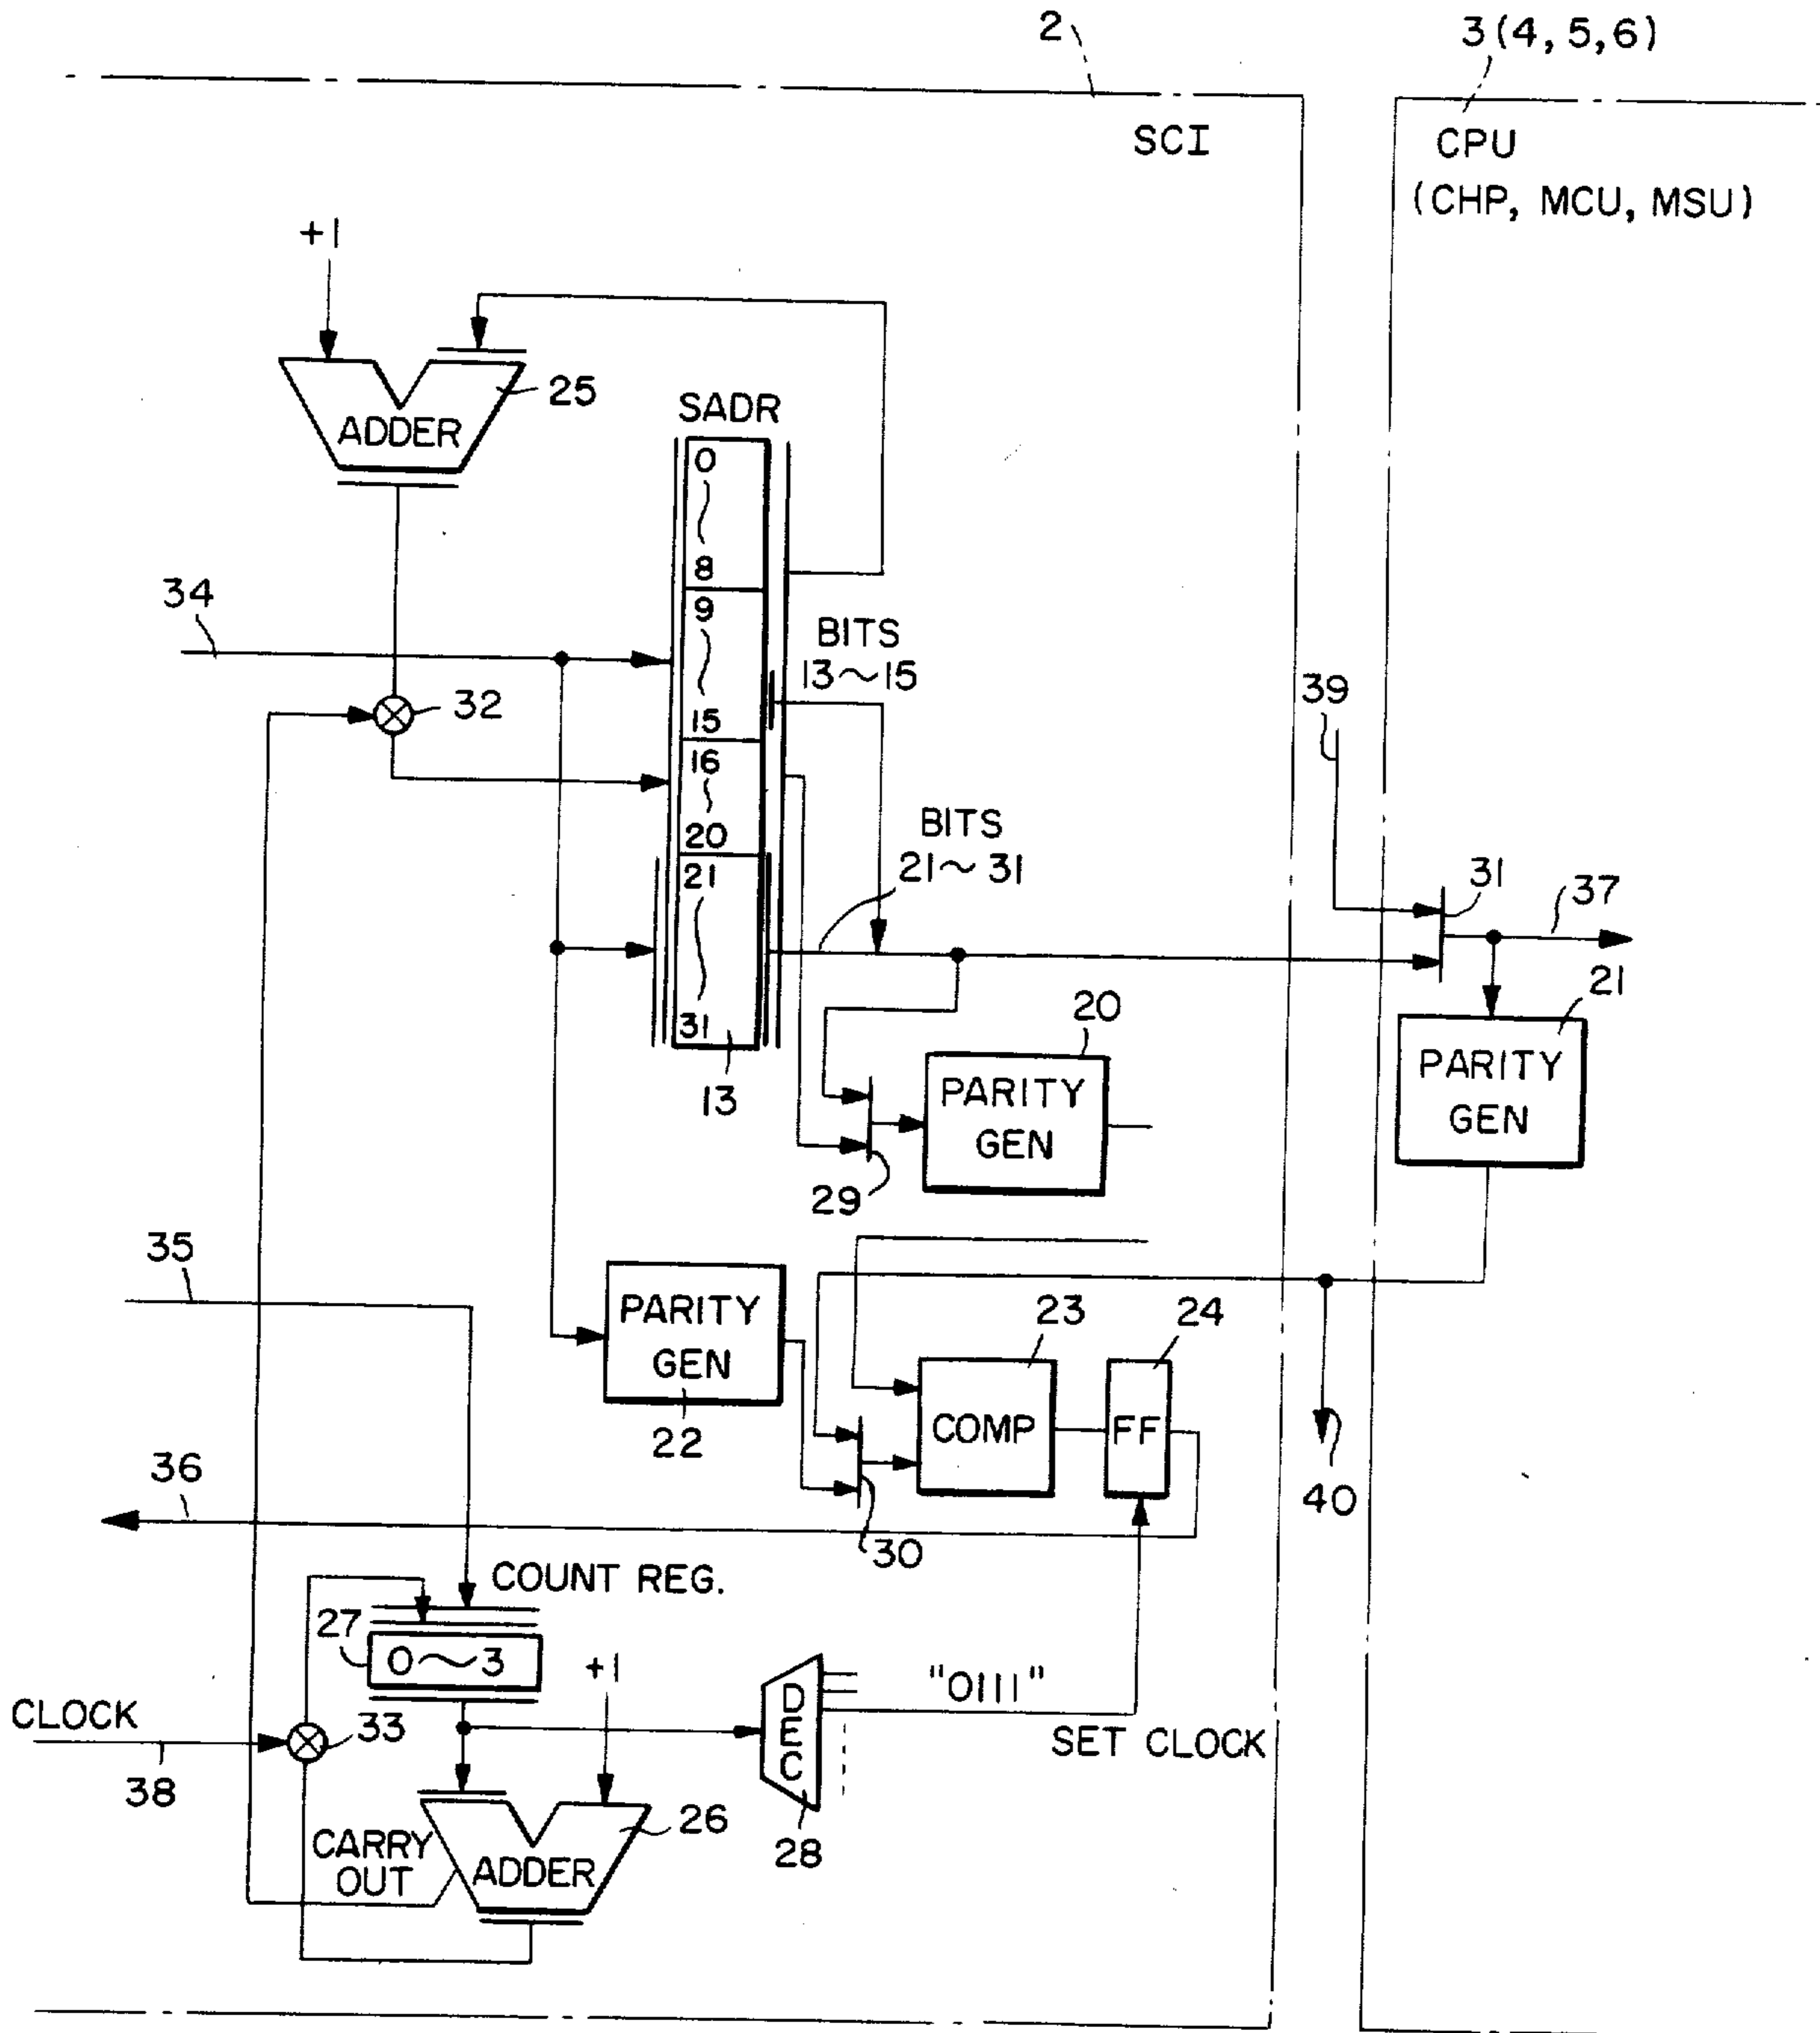 2
3(4,5,6)
SCI
CPU
(CHP, MCU, MSU)
+1
25
ADDER
SADR
0
8
9
15
16
20
21
31
13
34
BITS
13~15
32
39
BITS
21~31
31
37
21
20
PARITY
GEN
PARITY
GEN
29
35
PARITY
GEN
22
23
24
COMP
FF
36
30
40
COUNT REG.
27
0~3
+1
CLOCK
33
38
DEC
"0111"
SET CLOCK
28
CARRY
OUT
ADDER
26